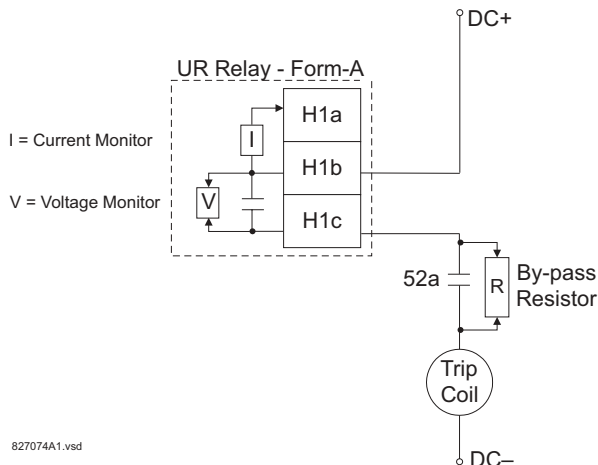 DC+
UR Relay - Form-A
I = Current Monitor
V = Voltage Monitor
I
V
H1a
H1b
H1c
52a
R
By-pass
Resistor
Trip
Coil
827074A1.vsd
DC–